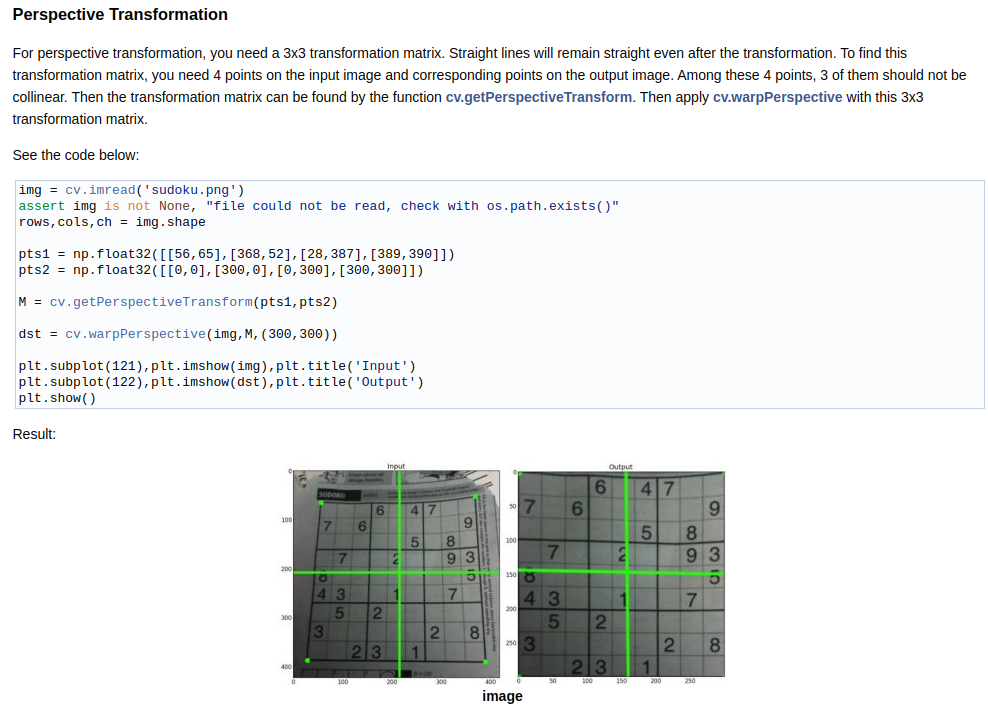 Perspective Transformation
For perspective transformation, you need a 3x3 transformation matrix. Straight lines will remain straight even after the transformation. To find this
transformation matrix, you need 4 points on the input image and corresponding points on the output image. Among these 4 points, 3 of them should not be
collinear. Then the transformation matrix can be found by the function cv.getPerspectiveTransform. Then apply cv.warpPerspective with this 3x3
transformation matrix.
See the code below:
img = cv.imread('sudoku.png')
assert img is not None, "file could not be read, check with os.path.exists()"
rows,cols,ch = img.shape
pts1 = np.float32([[56,65],[368,52],[28,387],[389,390]])
pts2 = np.float32([[0,0],[300,0],[0,300],[300,300]])
M = cv.getPerspectiveTransform(pts1,pts2)
dst = cv.warpPerspective(img,M,(300,300))
plt.subplot(121),plt.imshow(img),plt.title('Input')
plt.subplot(122),plt.imshow(dst),plt.title('Output')
plt.show()
Result:
Input
0
100
200
300
400
SUDOKU
6 4 7
7 6 9
5 8
7 2 9 3
8 5
4 3 1 7
5 2
3 2 8
2 3 1
0 100 200 300 400
Output
0
50
100
150
200
250
6 4 7
7 6 9
5 8
7 2 9 3
8 5
4 3 1 7
5 2
3 2 8
2 3 1
0 50 100 150 200 250
image